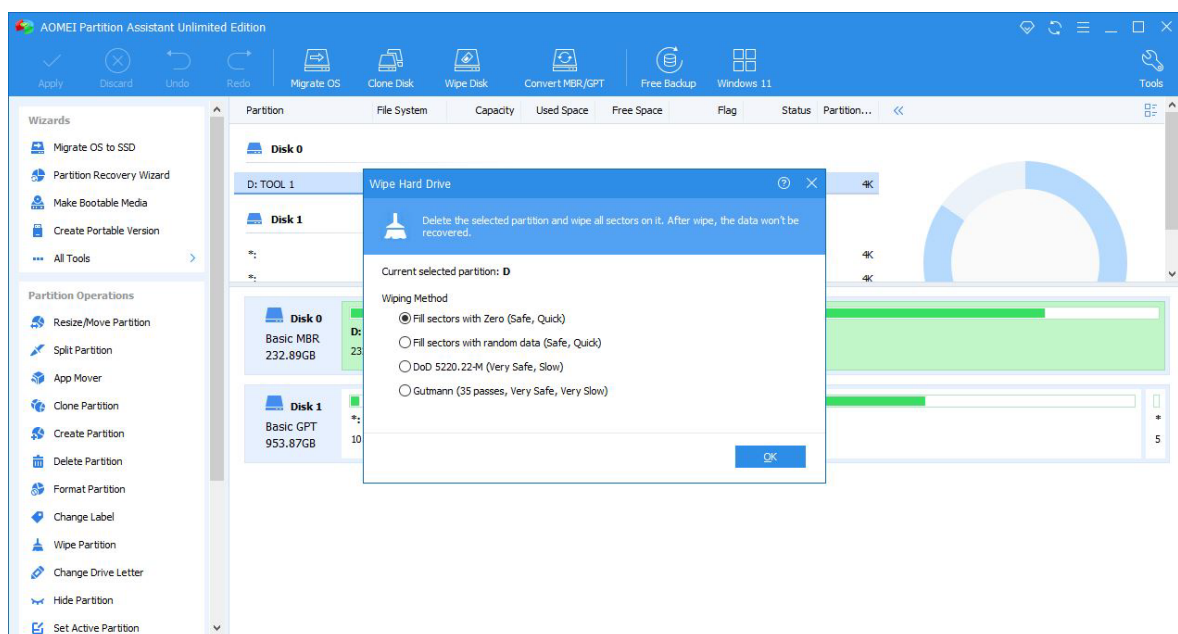 AOMEI Partition Assistant Unlimited Edition
Apply Discard Undo Redo Migrate OS Clone Disk Wipe Disk Convert MBR/GPT Free Backup Windows 11 Tools
Wizards
Migrate OS to SSD
Partition Recovery Wizard
Make Bootable Media
Create Portable Version
All Tools
Partition Operations
Resize/Move Partition
Split Partition
App Mover
Clone Partition
Create Partition
Delete Partition
Format Partition
Change Label
Wipe Partition
Change Drive Letter
Hide Partition
Set Active Partition
Partition File System Capacity Used Space Free Space Flag Status Partition...
Disk 0
D: TOOL 1 4K
Disk 1
*: 4K
*: 4K
Wipe Hard Drive
Delete the selected partition and wipe all sectors on it. After wipe, the data won't be
recovered.
Current selected partition: D
Wiping Method
Fill sectors with Zero (Safe, Quick)
Fill sectors with random data (Safe, Quick)
DoD 5220.22-M (Very Safe, Slow)
Gutmann (35 passes, Very Safe, Very Slow)
OK
Disk 0
Basic MBR
232.89GB
D:
23
Disk 1
Basic GPT
953.87GB
*:
10
*
5